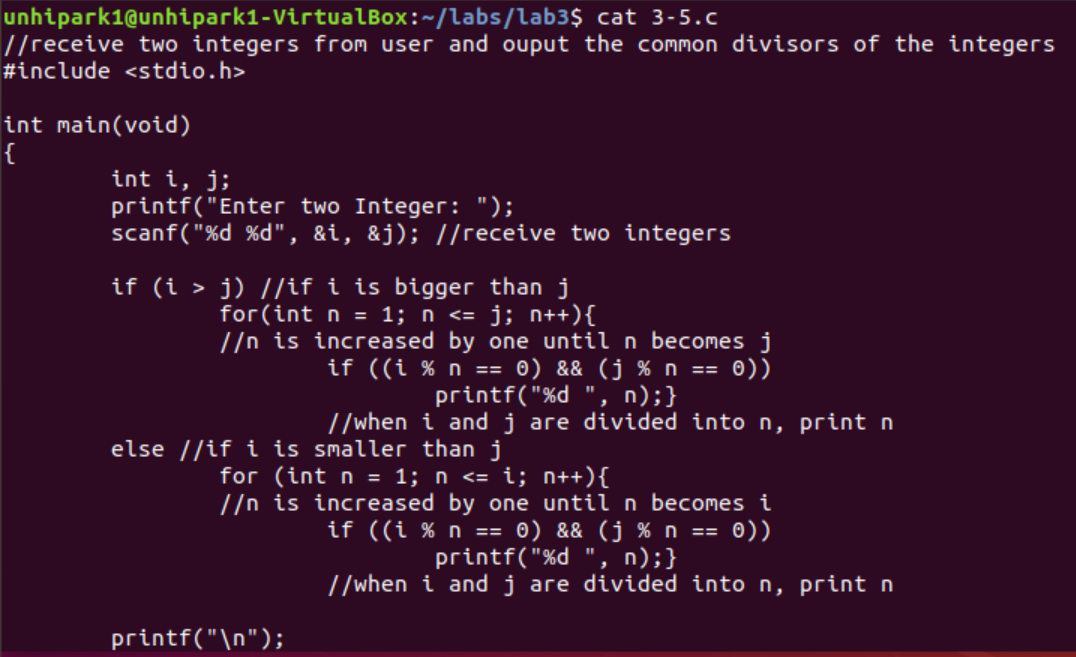 unhipark1@unhipark1-VirtualBox:~/labs/lab3$ cat 3-5.c
//receive two integers from user and ouput the common divisors of the integers
#include <stdio.h>

int main(void)
{
        int i, j;
        printf("Enter two Integer: ");
        scanf("%d %d", &i, &j); //receive two integers

        if (i > j) //if i is bigger than j
                for(int n = 1; n <= j; n++){
                //n is increased by one until n becomes j
                        if ((i % n == 0) && (j % n == 0))
                                printf("%d ", n);}
                        //when i and j are divided into n, print n
        else //if i is smaller than j
                for (int n = 1; n <= i; n++){
                //n is increased by one until n becomes i
                        if ((i % n == 0) && (j % n == 0))
                                printf("%d ", n);}
                        //when i and j are divided into n, print n

        printf("\n");